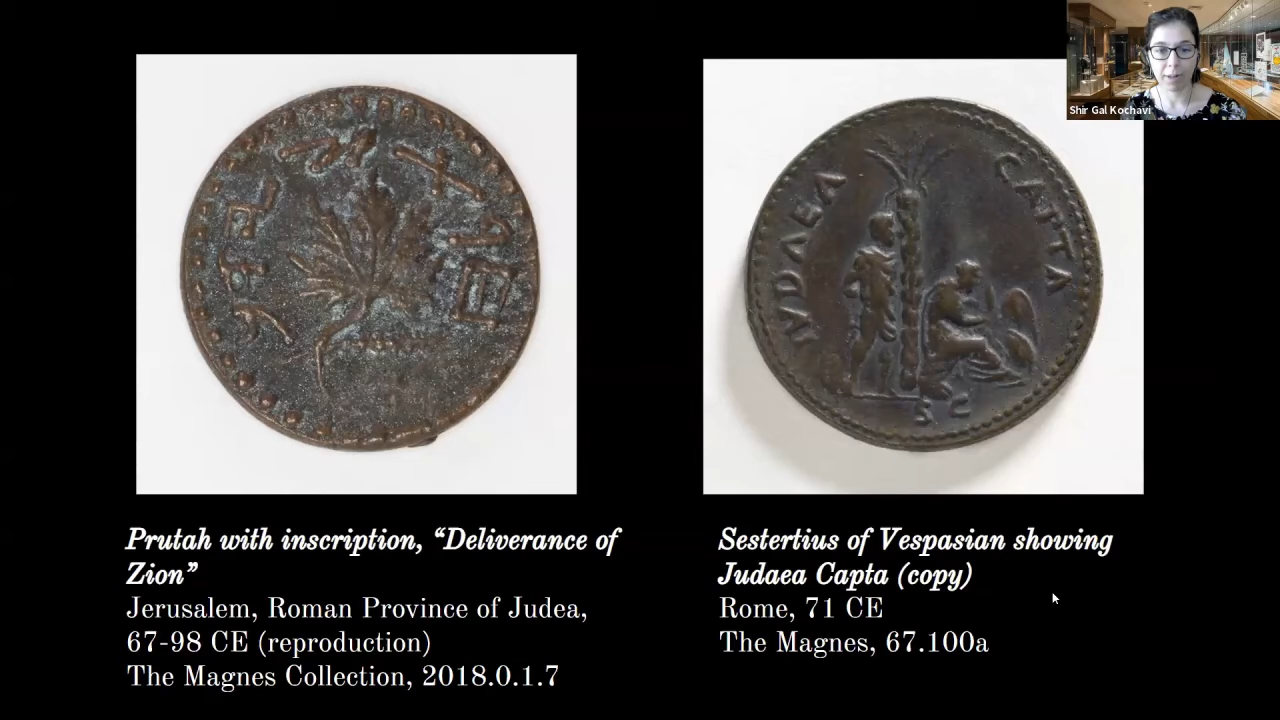 Shir Gal Kochavi
𐤇𐤓𐤕 𐤑𐤉𐤅𐤍
IVDAEA CAPTA
S C
Prutah with inscription, “Deliverance of
Zion”
Jerusalem, Roman Province of Judea,
67-98 CE (reproduction)
The Magnes Collection, 2018.0.1.7
Sestertius of Vespasian showing
Judaea Capta (copy)
Rome, 71 CE
The Magnes, 67.100a